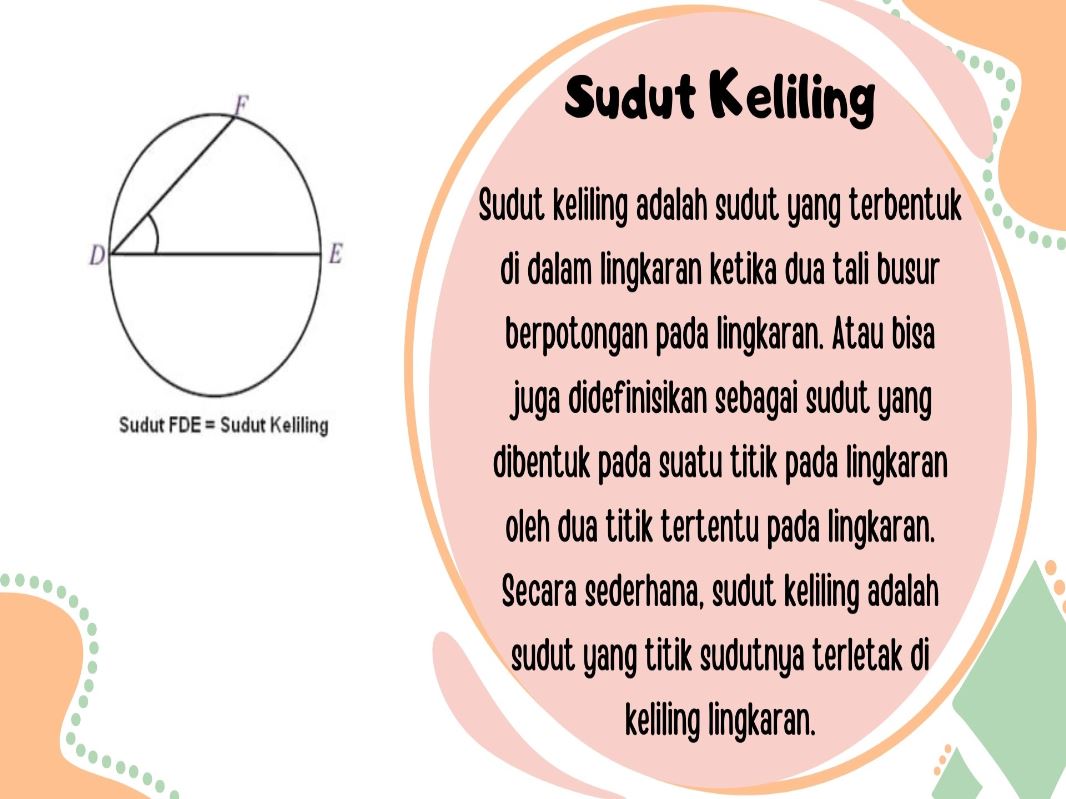 Sudut Keliling
F
D
E
Sudut FDE = Sudut Keliling
Sudut keliling adalah sudut yang terbentuk
di dalam lingkaran ketika dua tali busur
berpotongan pada lingkaran. Atau bisa
juga didefinisikan sebagai sudut yang
dibentuk pada suatu titik pada lingkaran
oleh dua titik tertentu pada lingkaran.
Secara sederhana, sudut keliling adalah
sudut yang titik sudutnya terletak di
keliling lingkaran.